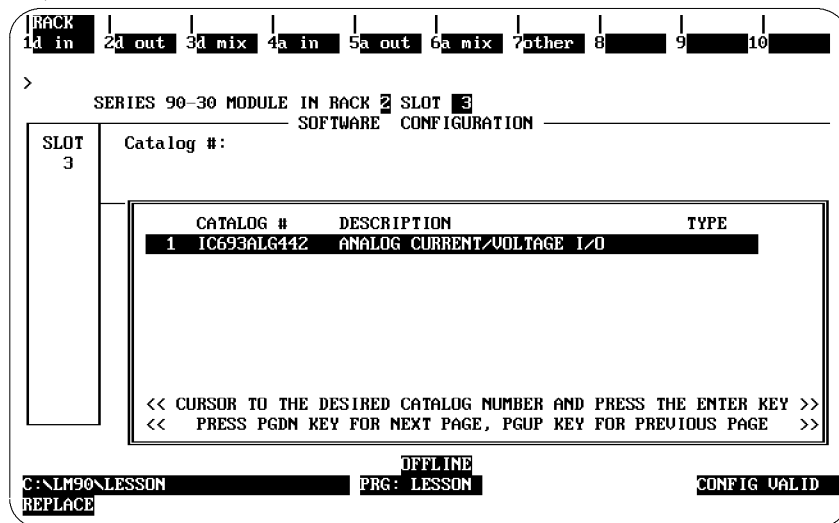 RACK
1d in 2d out 3d mix 4a in 5a out 6a mix 7other 8 9 10
>
SERIES 90-30 MODULE IN RACK 2 SLOT 3
SOFTWARE CONFIGURATION
SLOT Catalog #:
3
CATALOG # DESCRIPTION TYPE
1 IC693ALG442 ANALOG CURRENT/VOLTAGE I/O
<< CURSOR TO THE DESIRED CATALOG NUMBER AND PRESS THE ENTER KEY >>
<< PRESS PGDN KEY FOR NEXT PAGE, PGUP KEY FOR PREVIOUS PAGE >>
OFFLINE
C:\LM90\LESSON PRG: LESSON CONFIG VALID
REPLACE